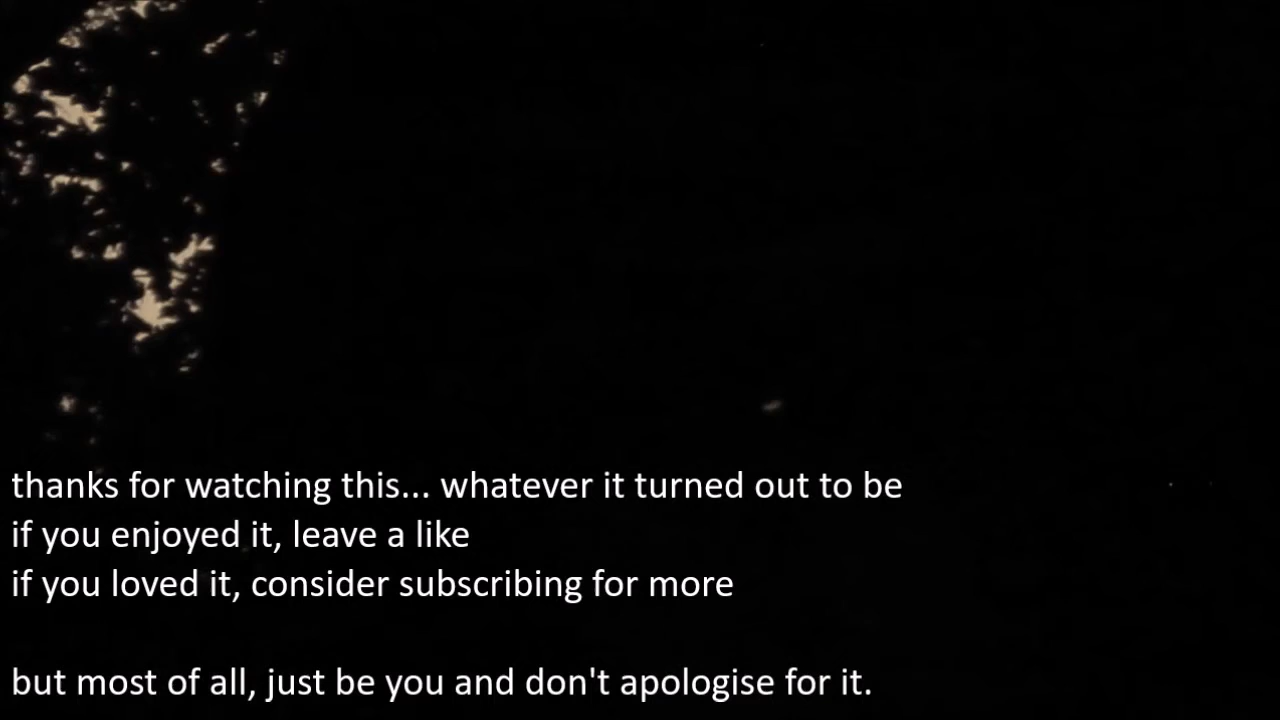 thanks for watching this... whatever it turned out to be
if you enjoyed it, leave a like
if you loved it, consider subscribing for more
but most of all, just be you and don't apologise for it.